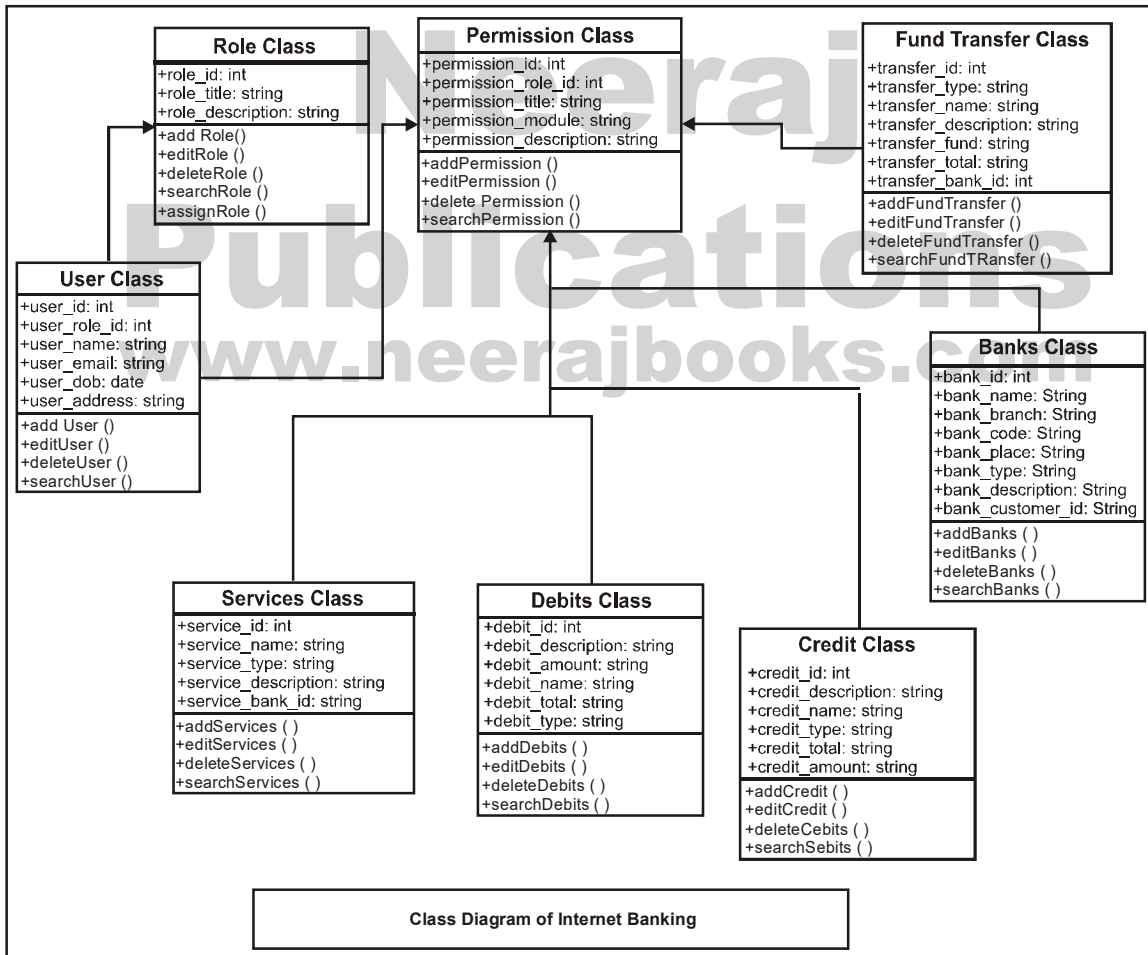 Neeraj
Publications
www.neerajbooks.com
Role Class
+role_id: int
+role_title: string
+role_description: string
+add Role()
+editRole ()
+deleteRole ()
+searchRole ()
+assignRole ()
Permission Class
+permission_id: int
+permission_role_id: int
+permission_title: string
+permission_module: string
+permission_description: string
+addPermission ()
+editPermission ()
+delete Permission ()
+searchPermission ()
Fund Transfer Class
+transfer_id: int
+transfer_type: string
+transfer_name: string
+transfer_description: string
+transfer_fund: string
+transfer_total: string
+transfer_bank_id: int
+addFundTransfer ()
+editFundTransfer ()
+deleteFundTransfer ()
+searchFundTRansfer ()
User Class
+user_id: int
+user_role_id: int
+user_name: string
+user_email: string
+user_dob: date
+user_address: string
+add User ()
+editUser ()
+deleteUser ()
+searchUser ()
Banks Class
+bank_id: int
+bank_name: String
+bank_branch: String
+bank_code: String
+bank_place: String
+bank_type: String
+bank_description: String
+bank_customer_id: String
+addBanks ( )
+editBanks ( )
+deleteBanks ( )
+searchBanks ( )
Services Class
+service_id: int
+service_name: string
+service_type: string
+service_description: string
+service_bank_id: string
+addServices ( )
+editServices ( )
+deleteServices ( )
+searchServices ( )
Debits Class
+debit_id: int
+debit_description: string
+debit_amount: string
+debit_name: string
+debit_total: string
+debit_type: string
+addDebits ( )
+editDebits ( )
+deleteDebits ( )
+searchDebits ( )
Credit Class
+credit_id: int
+credit_description: string
+credit_name: string
+credit_type: string
+credit_total: string
+credit_amount: string
+addCredit ( )
+editCredit ( )
+deleteCebits ( )
+searchSebits ( )
Class Diagram of Internet Banking